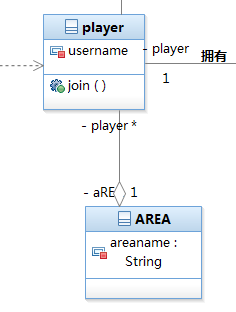 player
username
- player
拥有
1
join ( )
- player *
- aRE
1
AREA
areaname :
String